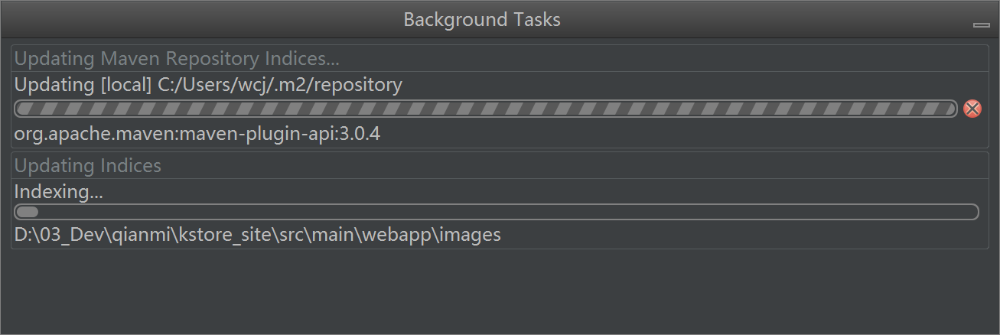 Background Tasks
Updating Maven Repository Indices...
Updating [local] C:/Users/wcj/.m2/repository
org.apache.maven:maven-plugin-api:3.0.4
Updating Indices
Indexing...
D:\03_Dev\qianmi\kstore_site\src\main\webapp\images